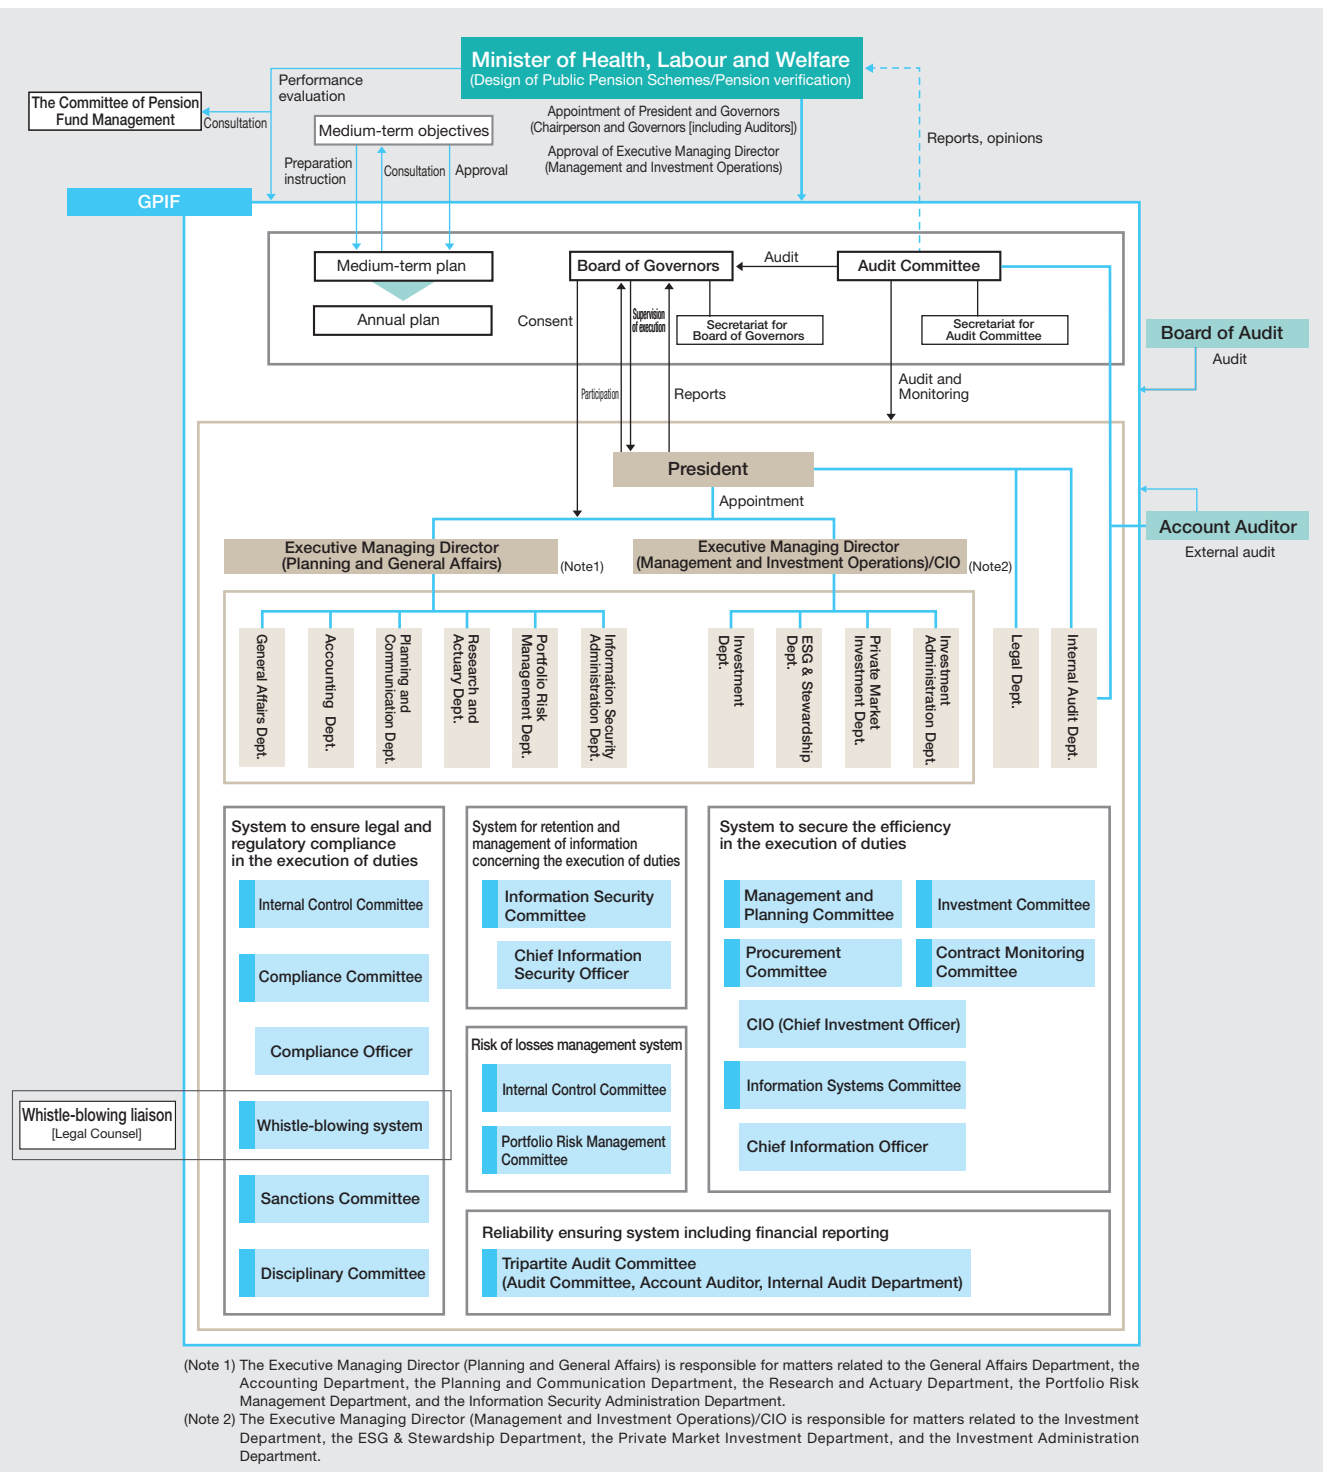 Minister of Health, Labour and Welfare
(Design of Public Pension Schemes/Pension verification)
Performance
evaluation
The Committee of Pension
Fund Management
Consultation
Medium-term objectives
Appointment of President and Governors
(Chairperson and Governors [including Auditors])
Approval of Executive Managing Director
(Management and Investment Operations)
Reports, opinions
Preparation
instruction
Consultation
Approval
GPIF
Medium-term plan
Annual plan
Board of Governors
Audit
Audit Committee
Consent
Supervision
of execution
Secretariat for
Board of Governors
Secretariat for
Audit Committee
Board of Audit
Audit
Participation
Reports
Audit and
Monitoring
President
Appointment
Account Auditor
External audit
Executive Managing Director
(Planning and General Affairs)
(Note1)
Executive Managing Director
(Management and Investment Operations)/CIO
(Note2)
General Affairs Dept.
Accounting Dept.
Planning and
Communication Dept.
Research and
Actuary Dept.
Portfolio Risk
Management Dept.
Information Security
Administration Dept.
Investment
Dept.
ESG & Stewardship
Dept.
Private Market
Investment Dept.
Investment
Administration Dept.
Legal Dept.
Internal Audit Dept.
System to ensure legal and
regulatory compliance
in the execution of duties
Internal Control Committee
Compliance Committee
Compliance Officer
Whistle-blowing liaison
[Legal Counsel]
Whistle-blowing system
Sanctions Committee
Disciplinary Committee
System for retention and
management of information
concerning the execution of duties
Information Security
Committee
Chief Information
Security Officer
Risk of losses management system
Internal Control Committee
Portfolio Risk Management
Committee
System to secure the efficiency
in the execution of duties
Management and
Planning Committee
Investment Committee
Procurement
Committee
Contract Monitoring
Committee
CIO (Chief Investment Officer)
Information Systems Committee
Chief Information Officer
Reliability ensuring system including financial reporting
Tripartite Audit Committee
(Audit Committee, Account Auditor, Internal Audit Department)
(Note 1) The Executive Managing Director (Planning and General Affairs) is responsible for matters related to the General Affairs Department, the
Accounting Department, the Planning and Communication Department, the Research and Actuary Department, the Portfolio Risk
Management Department, and the Information Security Administration Department.
(Note 2) The Executive Managing Director (Management and Investment Operations)/CIO is responsible for matters related to the Investment
Department, the ESG & Stewardship Department, the Private Market Investment Department, and the Investment Administration
Department.